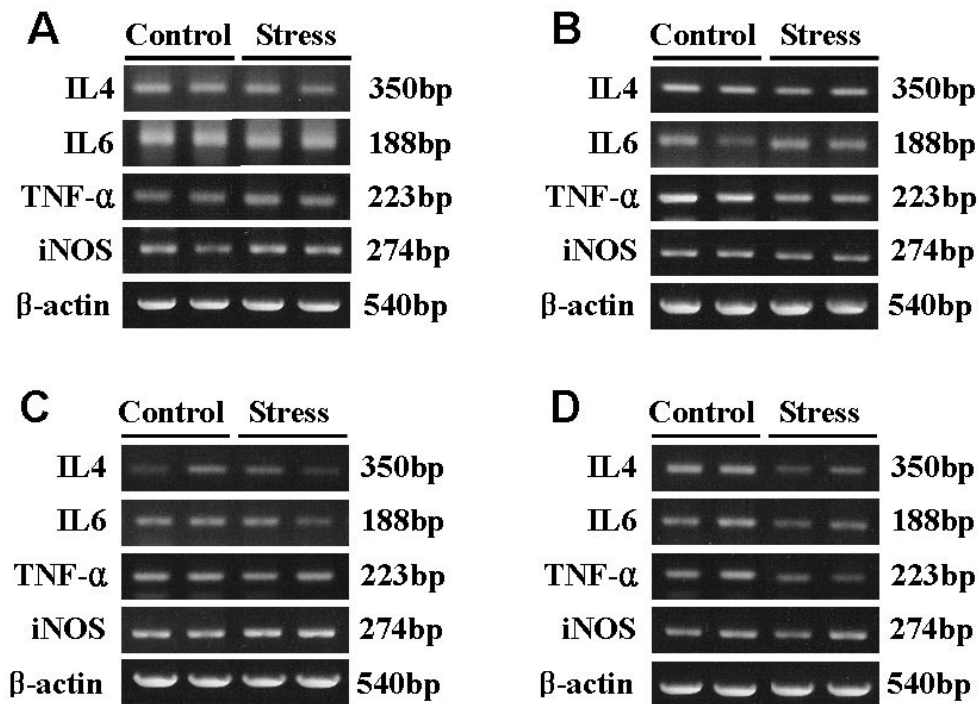 A Control Stress
IL4 350bp
IL6 188bp
TNF-α 223bp
iNOS 274bp
β-actin 540bp
B Control Stress
IL4 350bp
IL6 188bp
TNF-α 223bp
iNOS 274bp
β-actin 540bp
C Control Stress
IL4 350bp
IL6 188bp
TNF-α 223bp
iNOS 274bp
β-actin 540bp
D Control Stress
IL4 350bp
IL6 188bp
TNF-α 223bp
iNOS 274bp
β-actin 540bp